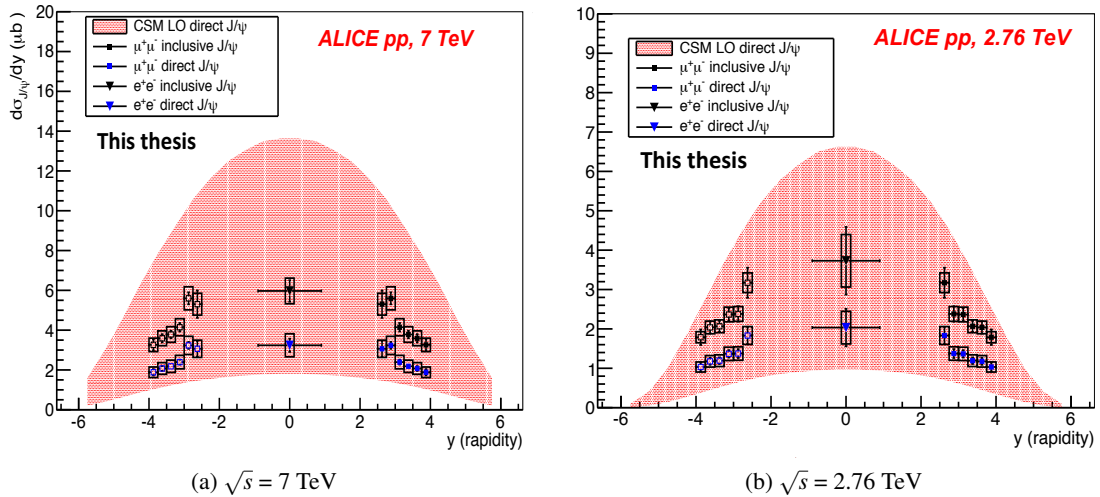 20
18
16
14
12
10
8
6
4
2
0
dσJ/ψ/dy (μb)
CSM LO direct J/ψ
μ+μ- inclusive J/ψ
μ+μ- direct J/ψ
e+e- inclusive J/ψ
e+e- direct J/ψ
ALICE pp, 7 TeV
This thesis
-6 -4 -2 0 2 4 6
y (rapidity)
(a) √s = 7 TeV
10
9
8
7
6
5
4
3
2
1
0
CSM LO direct J/ψ
μ+μ- inclusive J/ψ
μ+μ- direct J/ψ
e+e- inclusive J/ψ
e+e- direct J/ψ
ALICE pp, 2.76 TeV
This thesis
-6 -4 -2 0 2 4 6
y (rapidity)
(b) √s = 2.76 TeV